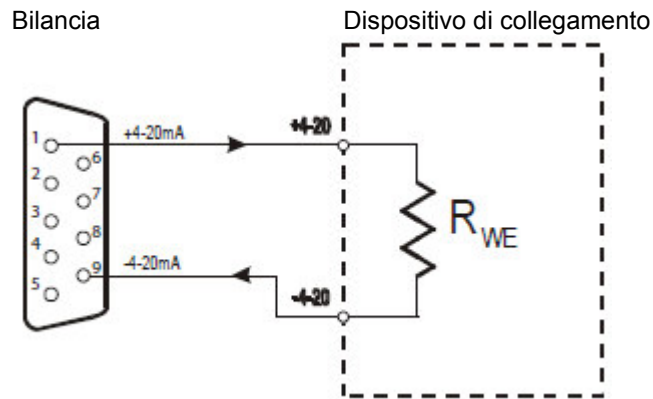 Bilancia Dispositivo di collegamento
+4-20mA +4-20
1
6
2
7
3
R WE
8
4
9 -4-20mA
5
-4-20